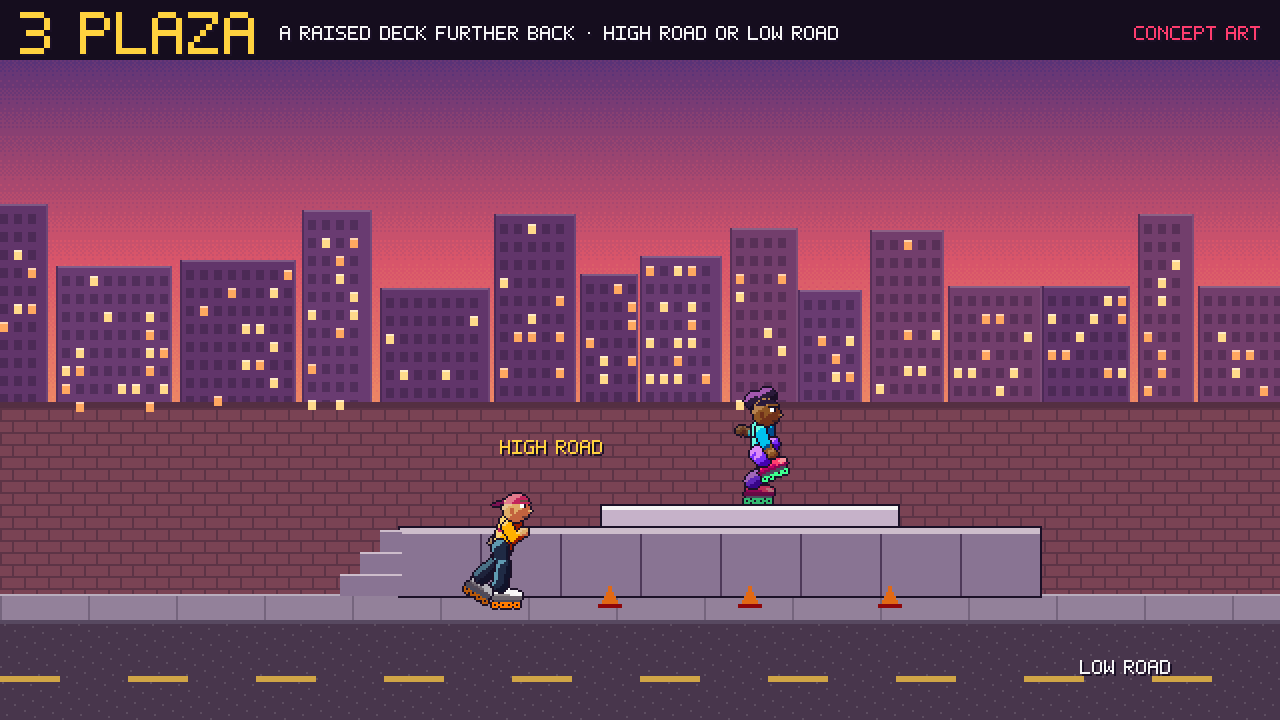 3 PLAZA
A RAISED DECK FURTHER BACK · HIGH ROAD OR LOW ROAD
CONCEPT ART
HIGH ROAD
LOW ROAD